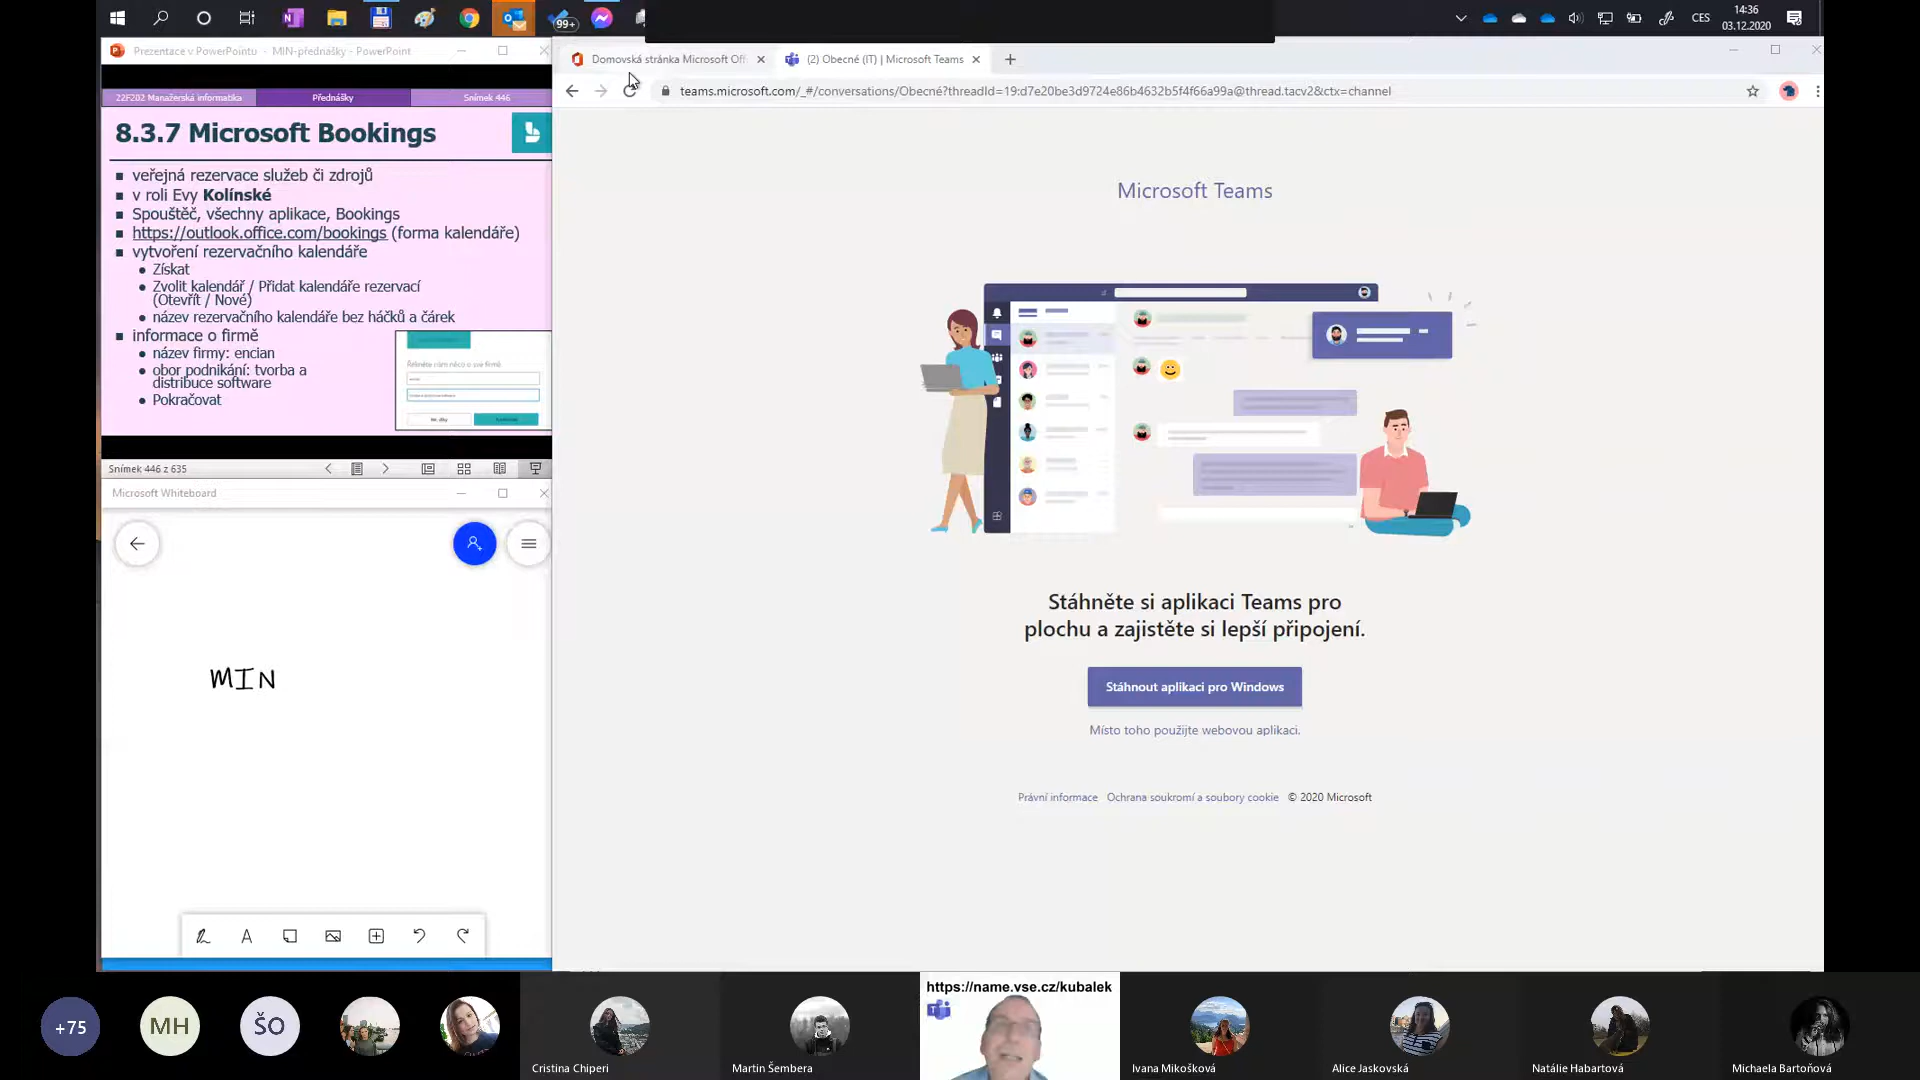 99+
CES
14:36
03.12.2020
Prezentace v PowerPointu - MIN-přednášky - PowerPoint
22F202 Manažerská informatika
Přednášky
Snímek 446
8.3.7 Microsoft Bookings
veřejná rezervace služeb či zdrojů
v roli Evy Kolínské
Spouštěč, všechny aplikace, Bookings
https://outlook.office.com/bookings (forma kalendáře)
vytvoření rezervačního kalendáře
Získat
Zvolit kalendář / Přidat kalendáře rezervací
(Otevřít / Nové)
název rezervačního kalendáře bez háčků a čárek
informace o firmě
název firmy: encian
obor podnikání: tvorba a
distribuce software
Pokračovat
Řekněte nám něco o své firmě
Snímek 446 z 635
Microsoft Whiteboard
MIN
Domovská stránka Microsoft Off
(2) Obecné (IT) | Microsoft Teams
teams.microsoft.com/_#/conversations/Obecné?threadId=19:d7e20be3d9724e86b4632b5f4f66a99a@thread.tacv2&ctx=channel
Microsoft Teams
Stáhněte si aplikaci Teams pro
plochu a zajistěte si lepší připojení.
Stáhnout aplikaci pro Windows
Místo toho použijte webovou aplikaci.
Právní informace Ochrana soukromí a soubory cookie © 2020 Microsoft
+75
MH
ŠO
Cristina Chiperi
Martin Šembera
https://name.vse.cz/kubalek
Ivana Mikošková
Alice Jaskovská
Natálie Habartová
Michaela Bartoňová